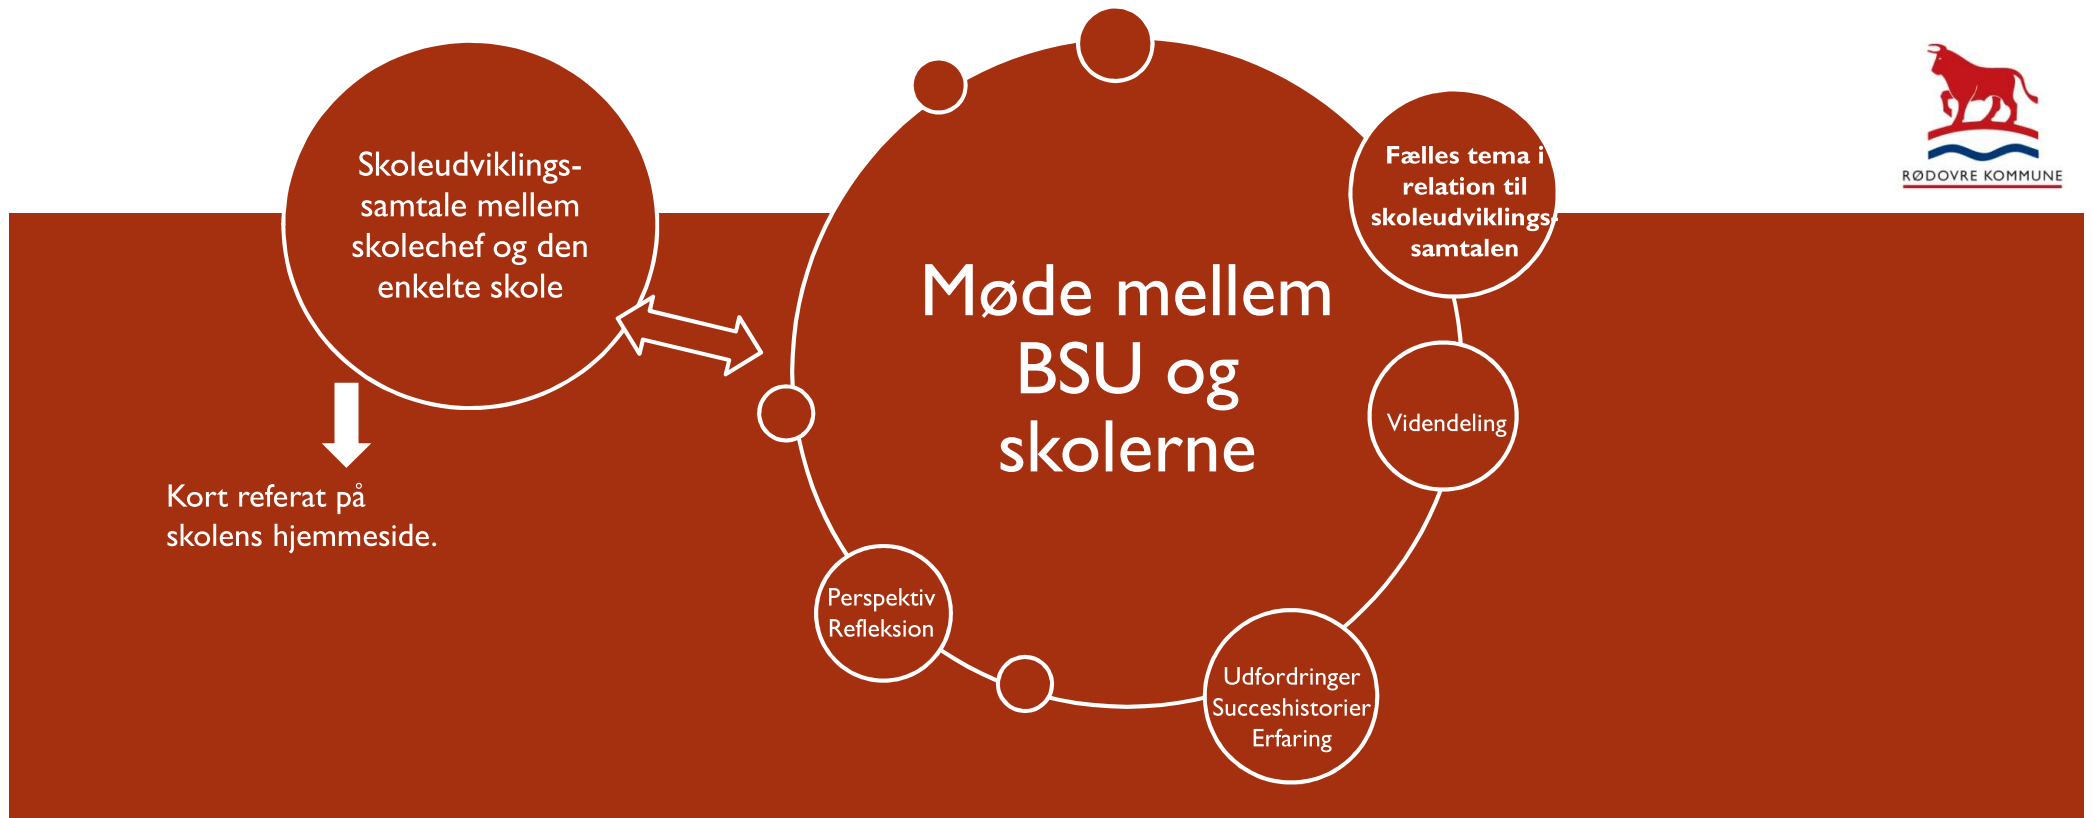 Skoleudviklings-
samtale mellem
skolechef og den
enkelte skole
Kort referat på
skolens hjemmeside.
Møde mellem
BSU og
skolerne
Fælles tema i
relation til
skoleudviklings-
samtalen
Videndeling
Udfordringer
Succeshistorier
Erfaring
Perspektiv
Refleksion
RØDOVRE KOMMUNE